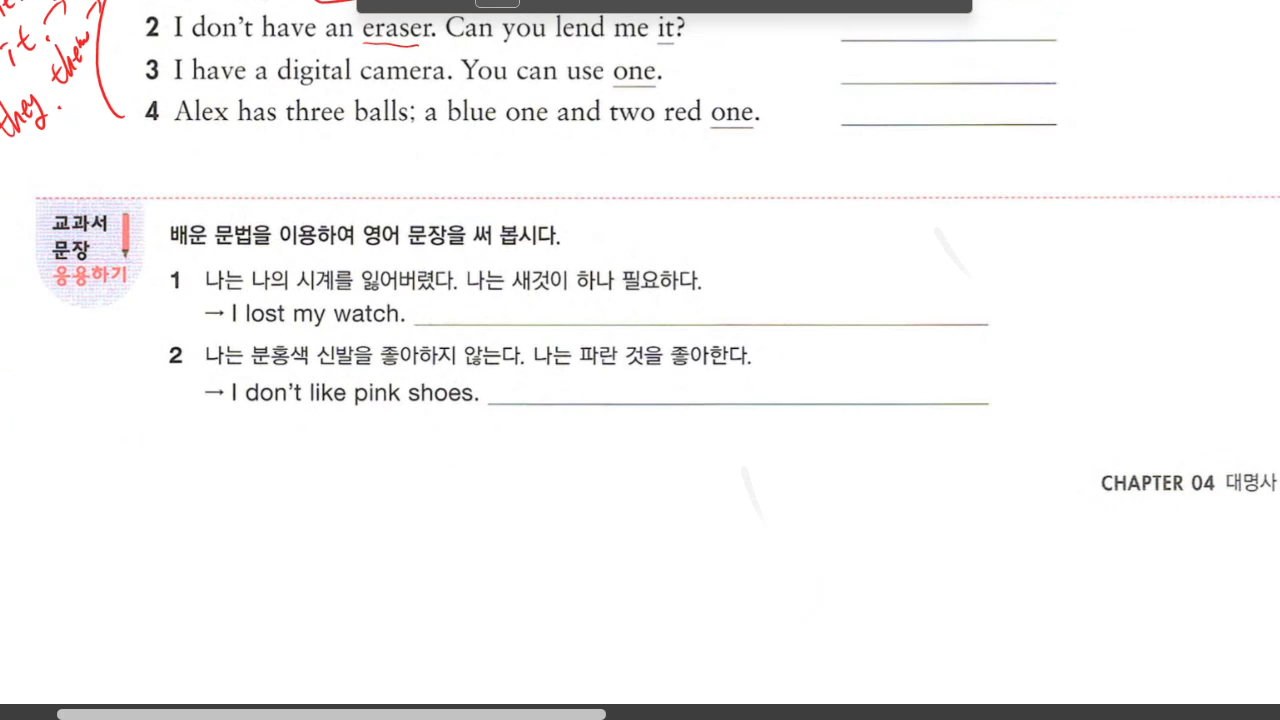 it?
they.
them
2 I don't have an eraser. Can you lend me it?
3 I have a digital camera. You can use one.
4 Alex has three balls; a blue one and two red one.
교과서
문장
응용하기
배운 문법을 이용하여 영어 문장을 써 봅시다.
1 나는 나의 시계를 잃어버렸다. 나는 새것이 하나 필요하다.
→ I lost my watch.
2 나는 분홍색 신발을 좋아하지 않는다. 나는 파란 것을 좋아한다.
→ I don't like pink shoes.
CHAPTER 04 대명사